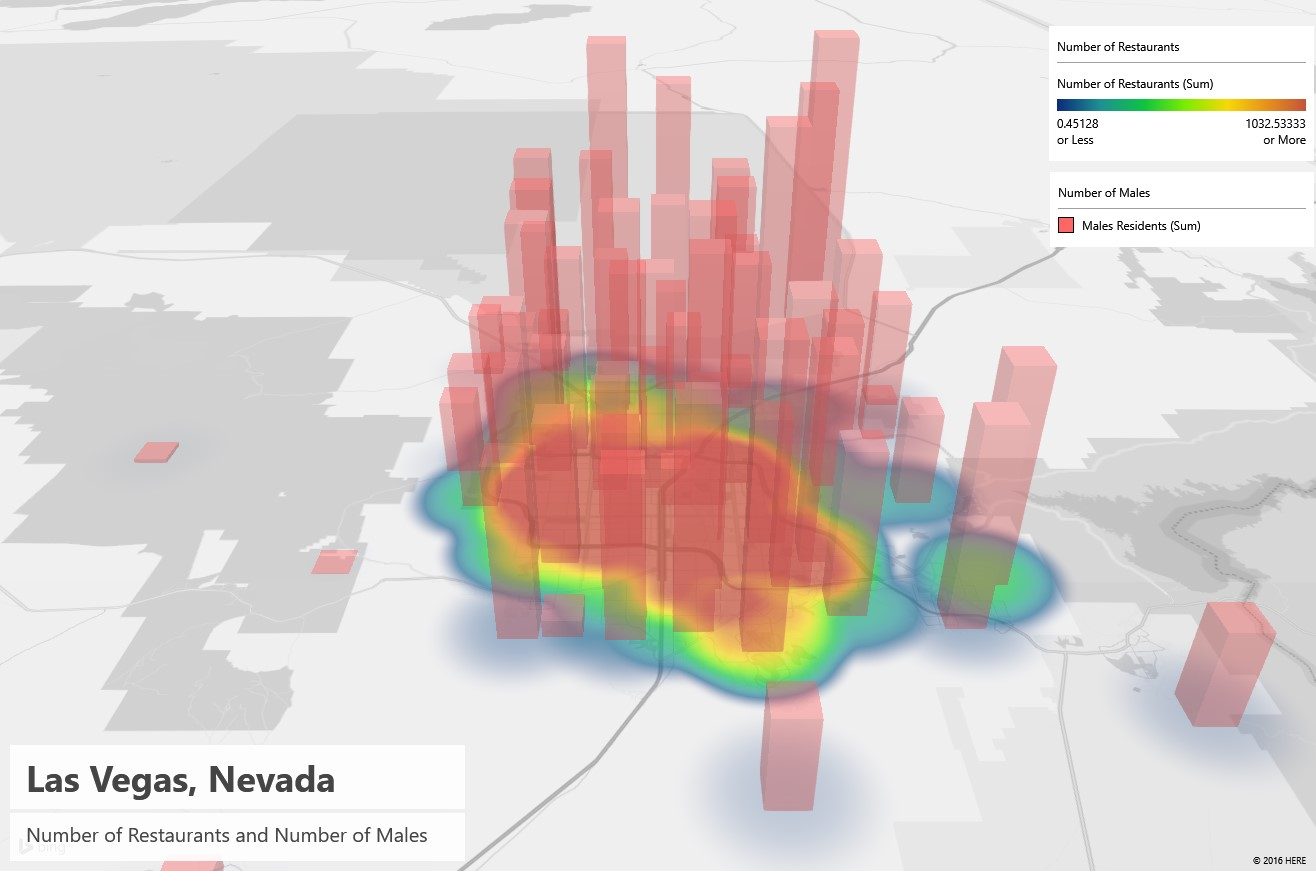 Number of Restaurants
Number of Restaurants (Sum)
0.45128 1032.53333
or Less or More
Number of Males
Males Residents (Sum)
Las Vegas, Nevada
Number of Restaurants and Number of Males
bing
© 2016 HERE